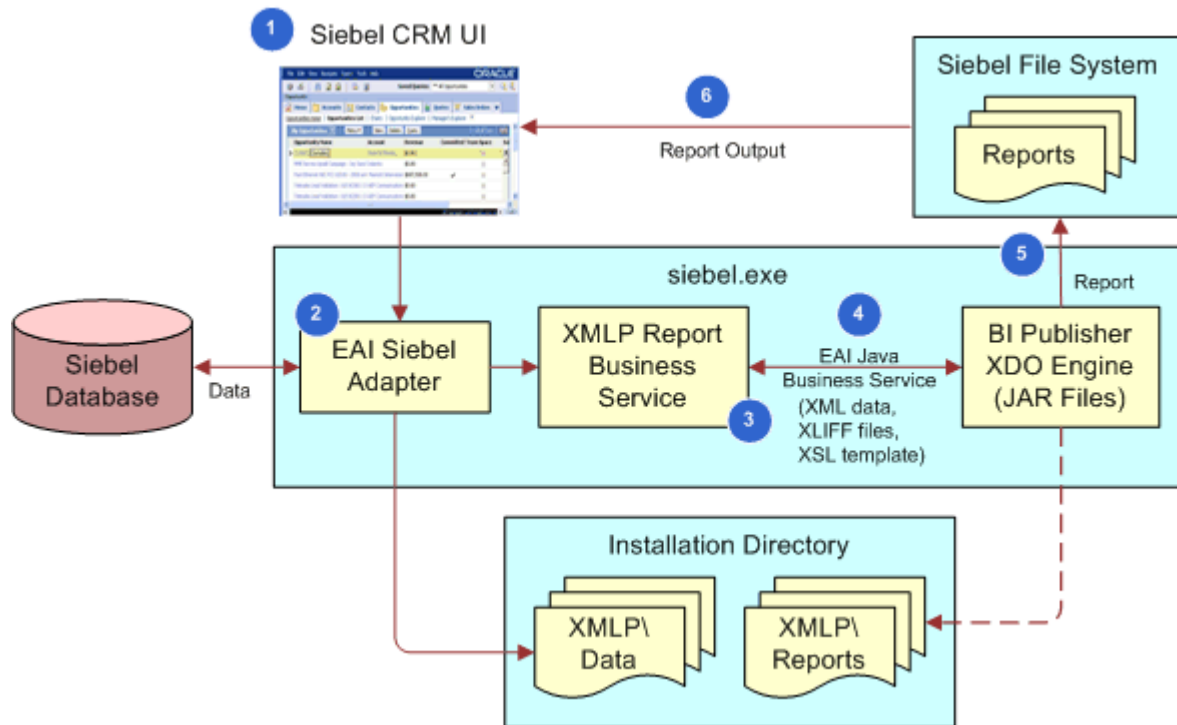 1
Siebel CRM UI
ORACLE
Siebel File System
Reports
6
Report Output
5
Report
siebel.exe
Siebel
Database
Data
2
EAI Siebel
Adapter
XMLP Report
Business
Service
3
4
EAI Java
Business Service
(XML data,
XLIFF files,
XSL template)
BI Publisher
XDO Engine
(JAR Files)
Installation Directory
XMLP\
Data
XMLP\
Reports